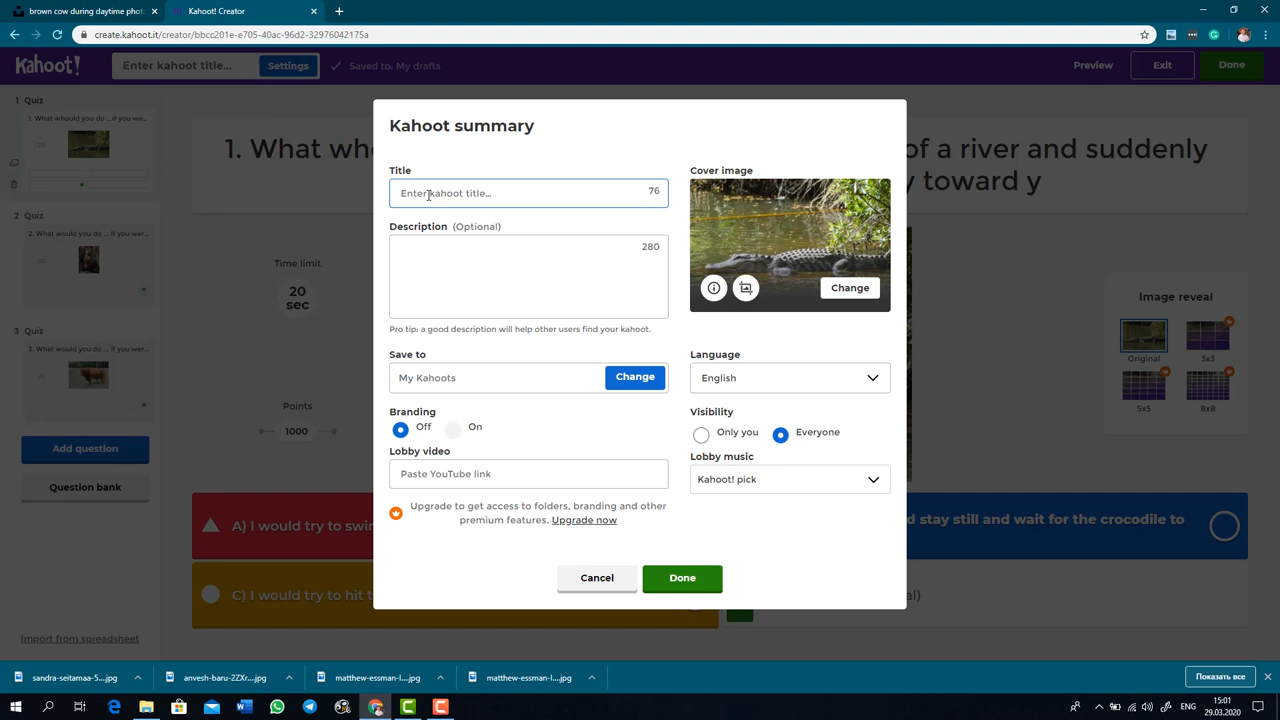 brown cow during daytime phot
Kahoot! Creator
create.kahoot.it/creator/bbcc201e-e705-40ac-96d2-32976042175a
Kahoot!
Enter kahoot title...
Settings
Saved to: My drafts
Preview
Exit
Done
1 Quiz
1. What whould you do ...if you we...
20
2 Quiz
2. What would you do ... if you wer...
3 Quiz
3. What would you do ... if you wer...
Add question
Question bank
Import from spreadsheet
1. What who
of a river and suddenly
y toward y
Time limit
20
sec
Points
1000
Image reveal
Original
3x3
5x5
8x8
A) I would try to swi
d stay still and wait for the crocodile to
C) I would try to hit t
al)
Kahoot summary
Title
Enter kahoot title...
76
Description (Optional)
280
Pro tip: a good description will help other users find your kahoot.
Save to
My Kahoots
Change
Branding
Off
On
Lobby video
Paste YouTube link
Upgrade to get access to folders, branding and other
premium features. Upgrade now
Cover image
Change
Language
English
Visibility
Only you
Everyone
Lobby music
Kahoot! pick
Cancel
Done
sandra-seitamaa-5....jpg
anvesh-baru-2ZXr....jpg
matthew-essman-l....jpg
matthew-essman-l....jpg
Показать все
15:01
29.03.2020